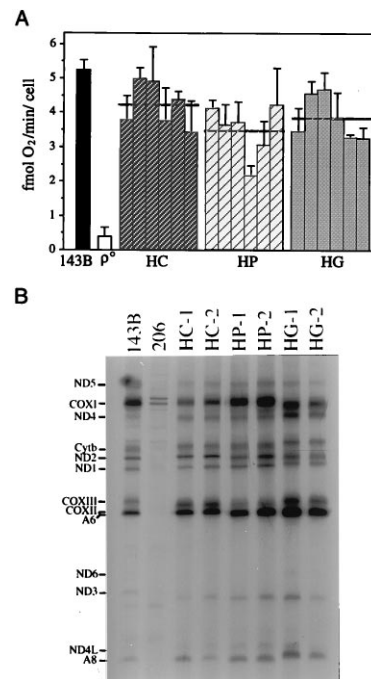 A
fmol O₂/min/ cell
6
5
4
3
2
1
0
143B
ρ°
HC
HP
HG
B
143B
206
HC-1
HC-2
HP-1
HP-2
HG-1
HG-2
ND5
COXI
ND4
Cytb
ND2
ND1
COXIII
COXII
A6
ND6
ND3
ND4L
A8